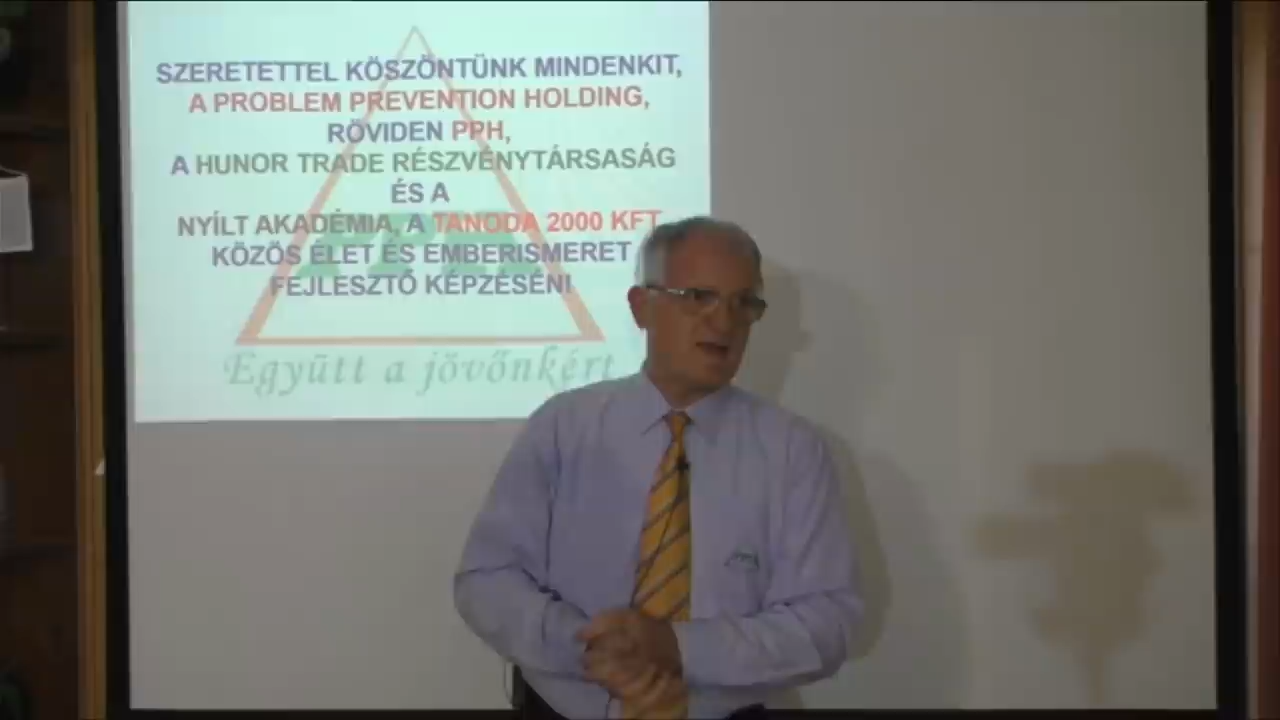 SZERETETTEL KÖSZÖNTÜNK MINDENKIT,
A PROBLEM PREVENTION HOLDING,
RÖVIDEN PPH,
A HUNOR TRADE RÉSZVÉNYTÁRSASÁG
ÉS A
NYÍLT AKADÉMIA, A TANODA 2000 KFT
KÖZÖS ÉLET ÉS EMBERISMERET
FEJLESZTŐ KÉPZÉSÉN!
Együtt a jövőnkért